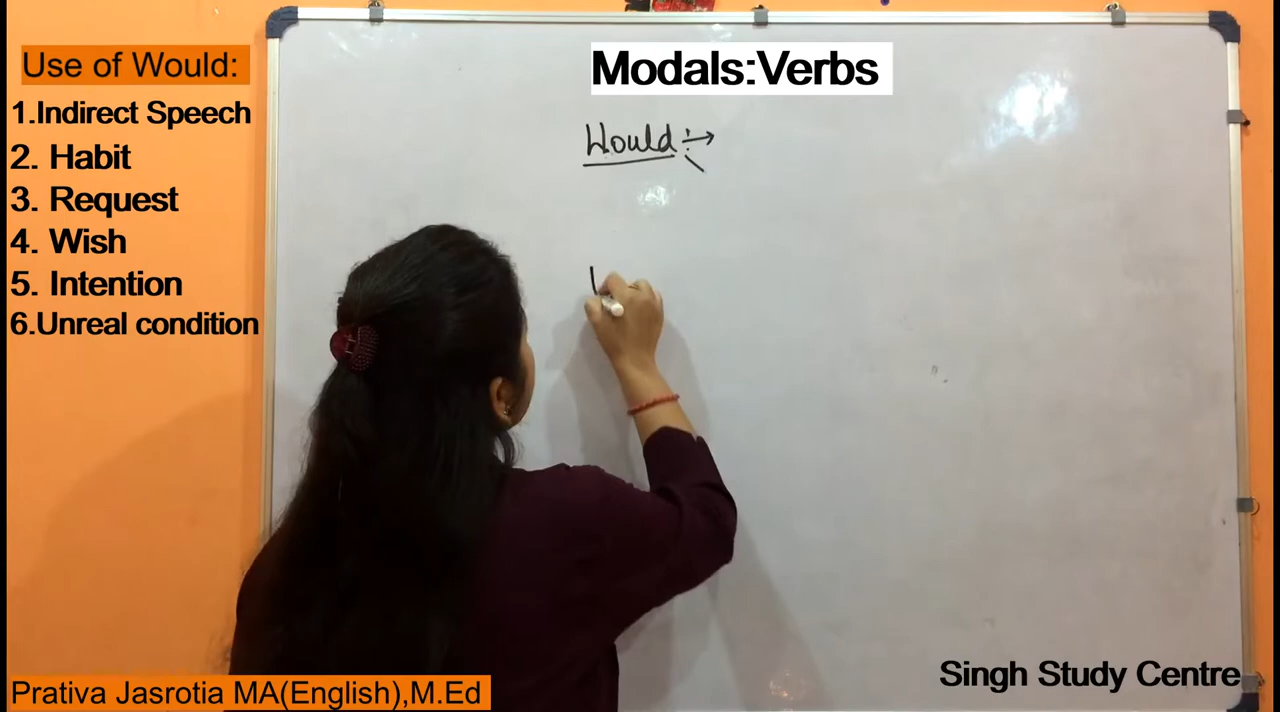 Use of Would:
1.Indirect Speech
2. Habit
3. Request
4. Wish
5. Intention
6.Unreal condition
Modals:Verbs
Would :→
Prativa Jasrotia MA(English),M.Ed
Singh Study Centre